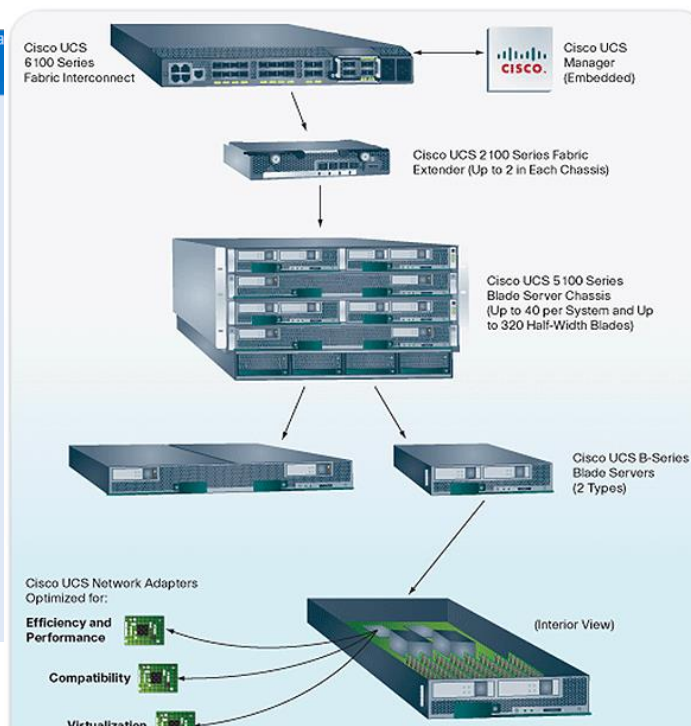 Cisco UCS
6100 Series
Fabric Interconnect
CISCO.
Cisco UCS
Manager
(Embedded)
Cisco UCS 2100 Series Fabric
Extender (Up to 2 in Each Chassis)
Cisco UCS 5100 Series
Blade Server Chassis
(Up to 40 per System and Up
to 320 Half-Width Blades)
Cisco UCS B-Series
Blade Servers
(2 Types)
Cisco UCS Network Adapters
Optimized for:
Efficiency and
Performance
(Interior View)
Compatibility
Virtualization